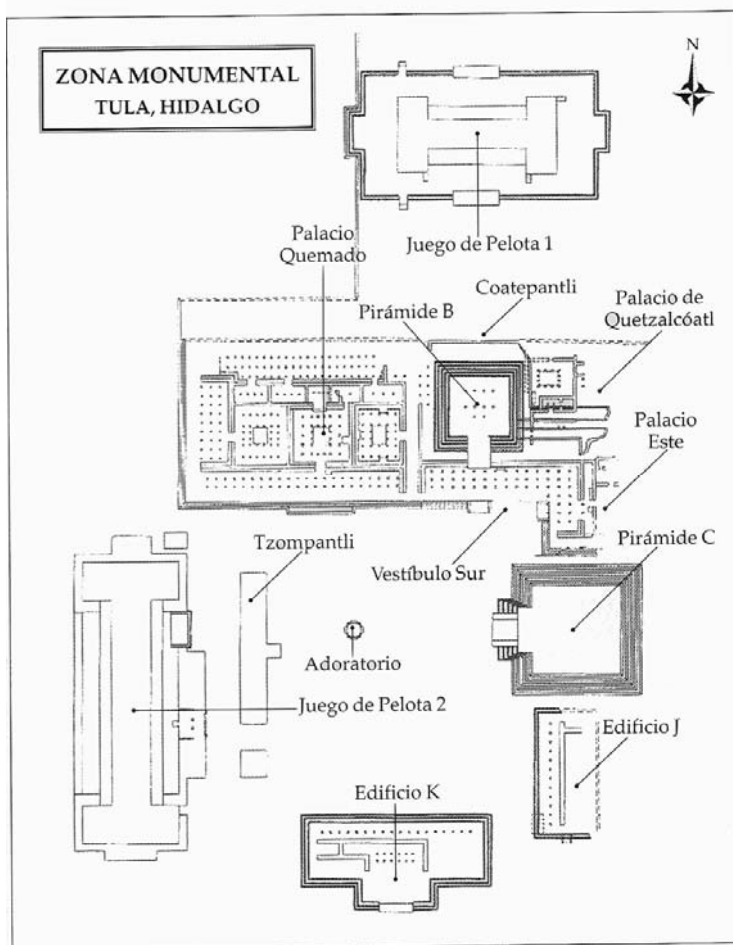 ZONA MONUMENTAL
TULA, HIDALGO
N
Juego de Pelota 1
Palacio
Quemado
Coatepantli
Pirámide B
Palacio de
Quetzalcóatl
Palacio
Este
Tzompantli
Vestíbulo Sur
Pirámide C
Adoratorio
Juego de Pelota 2
Edificio J
Edificio K